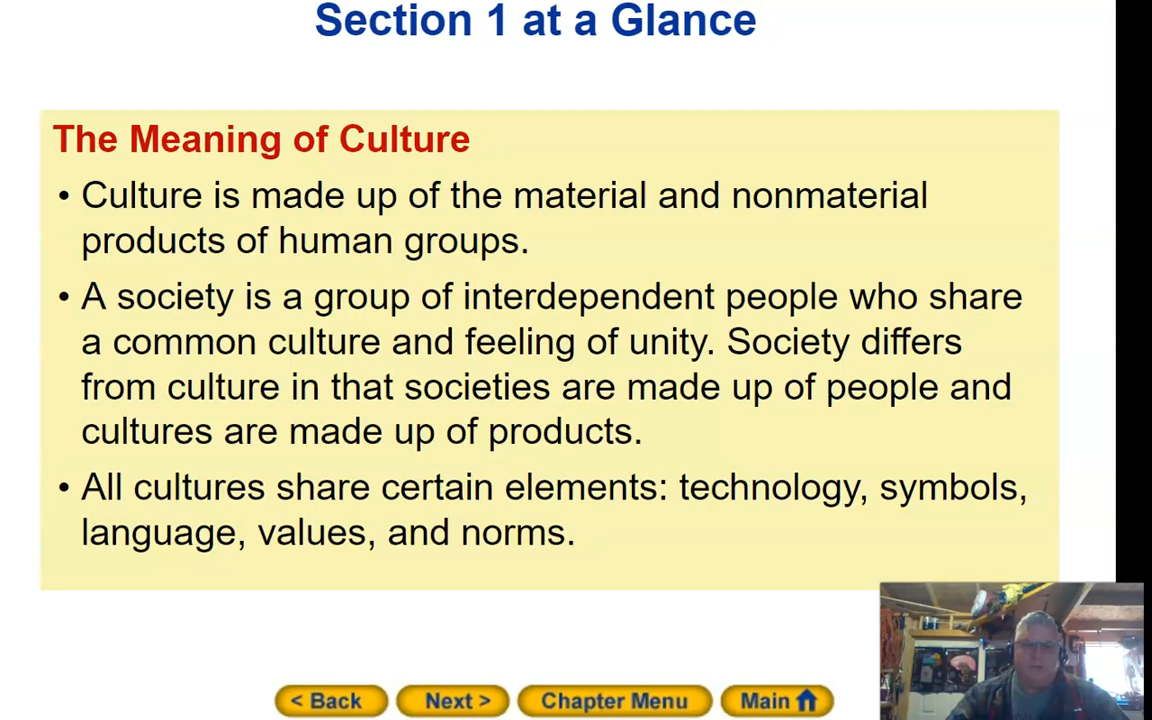 Section 1 at a Glance
The Meaning of Culture
• Culture is made up of the material and nonmaterial
products of human groups.
• A society is a group of interdependent people who share
a common culture and feeling of unity. Society differs
from culture in that societies are made up of people and
cultures are made up of products.
• All cultures share certain elements: technology, symbols,
language, values, and norms.
< Back Next > Chapter Menu Main